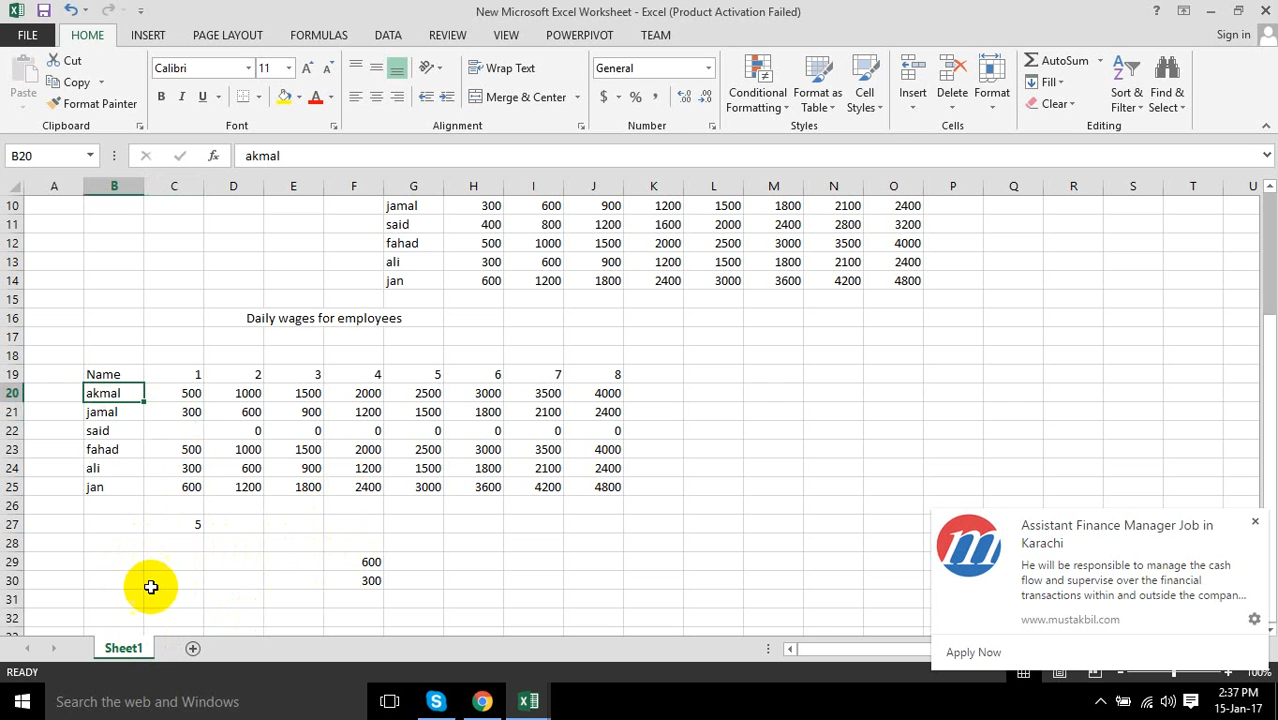 New Microsoft Excel Worksheet - Excel (Product Activation Failed)
FILE HOME INSERT PAGE LAYOUT FORMULAS DATA REVIEW VIEW POWERPIVOT TEAM Sign in
Paste
Cut
Copy
Format Painter
Calibri 11
B I U
Wrap Text
Merge & Center
General
$ % ,
Conditional Formatting
Format as Table
Cell Styles
Insert
Delete
Format
AutoSum
Fill
Clear
Sort & Filter
Find & Select
Clipboard Font Alignment Number Styles Cells Editing
B20 fx akmal
A B C D E F G H I J K L M N O P Q R S T U
10 jamal 300 600 900 1200 1500 1800 2100 2400
11 said 400 800 1200 1600 2000 2400 2800 3200
12 fahad 500 1000 1500 2000 2500 3000 3500 4000
13 ali 300 600 900 1200 1500 1800 2100 2400
14 jan 600 1200 1800 2400 3000 3600 4200 4800
15
16 Daily wages for employees
17
18
19 Name 1 2 3 4 5 6 7 8
20 akmal 500 1000 1500 2000 2500 3000 3500 4000
21 jamal 300 600 900 1200 1500 1800 2100 2400
22 said 0 0 0 0 0 0 0
23 fahad 500 1000 1500 2000 2500 3000 3500 4000
24 ali 300 600 900 1200 1500 1800 2100 2400
25 jan 600 1200 1800 2400 3000 3600 4200 4800
26
27 5
28
29 600
30 300
31
32
Assistant Finance Manager Job in
Karachi
He will be responsible to manage the cash
flow and supervise over the financial
transactions within and outside the compan...
www.mustakbil.com
Apply Now
Sheet1
READY 100%
Search the web and Windows
2:37 PM
15-Jan-17